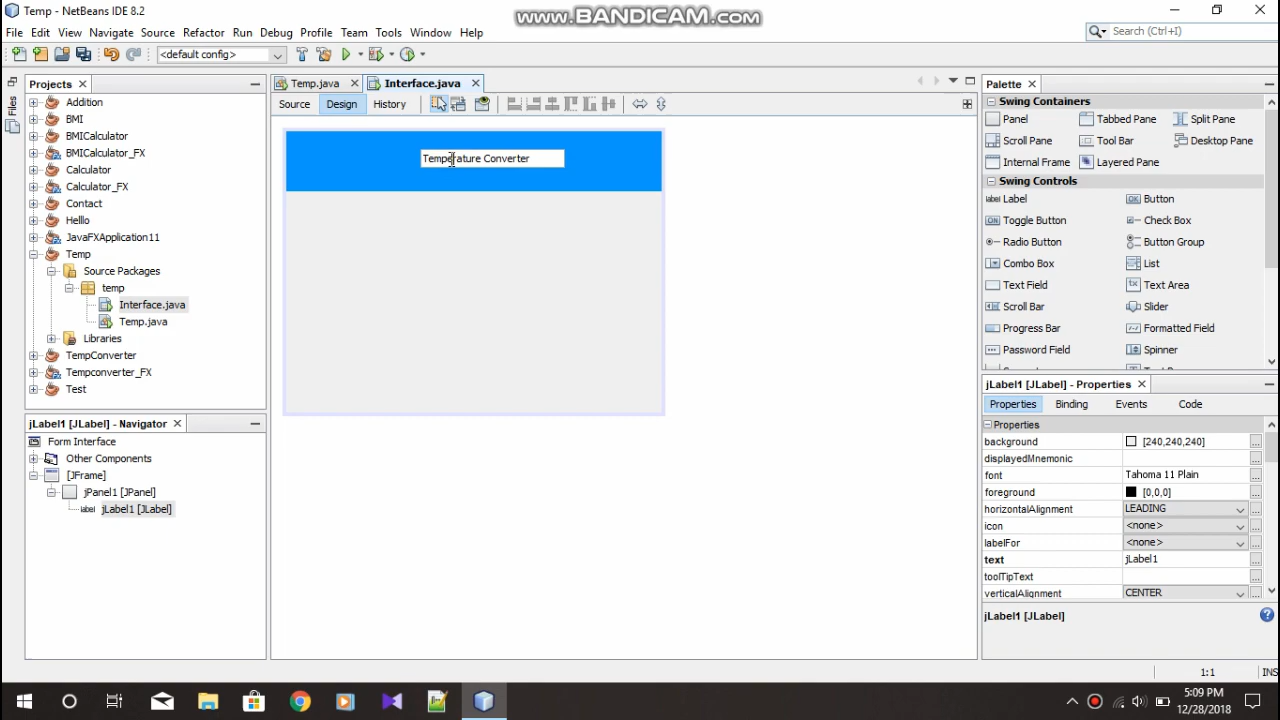 Temp - NetBeans IDE 8.2
www.BANDICAM.com
File Edit View Navigate Source Refactor Run Debug Profile Team Tools Window Help
Search (Ctrl+I)
<default config>
Files
Projects
Addition
BMI
BMICalculator
BMICalculator_FX
Calculator
Calculator_FX
Contact
Helllo
JavaFXApplication11
Temp
Source Packages
temp
Interface.java
Temp.java
Libraries
TempConverter
Tempconverter_FX
Test
jLabel1 [JLabel] - Navigator
Form Interface
Other Components
[JFrame]
jPanel1 [JPanel]
label jLabel1 [JLabel]
Temp.java Interface.java
Source Design History
Temperature Converter
Palette
Swing Containers
Panel Tabbed Pane Split Pane
Scroll Pane Tool Bar Desktop Pane
Internal Frame Layered Pane
Swing Controls
label Label OK Button
ON Toggle Button Check Box
Radio Button Button Group
Combo Box List
Text Field Text Area
Scroll Bar Slider
Progress Bar Formatted Field
Password Field Spinner
jLabel1 [JLabel] - Properties
Properties Binding Events Code
Properties
background [240,240,240] ...
displayedMnemonic ...
font Tahoma 11 Plain ...
foreground [0,0,0] ...
horizontalAlignment LEADING ...
icon <none> ...
labelFor <none> ...
text jLabel1 ...
toolTipText ...
verticalAlignment CENTER ...
jLabel1 [JLabel]
1:1 INS
5:09 PM
12/28/2018